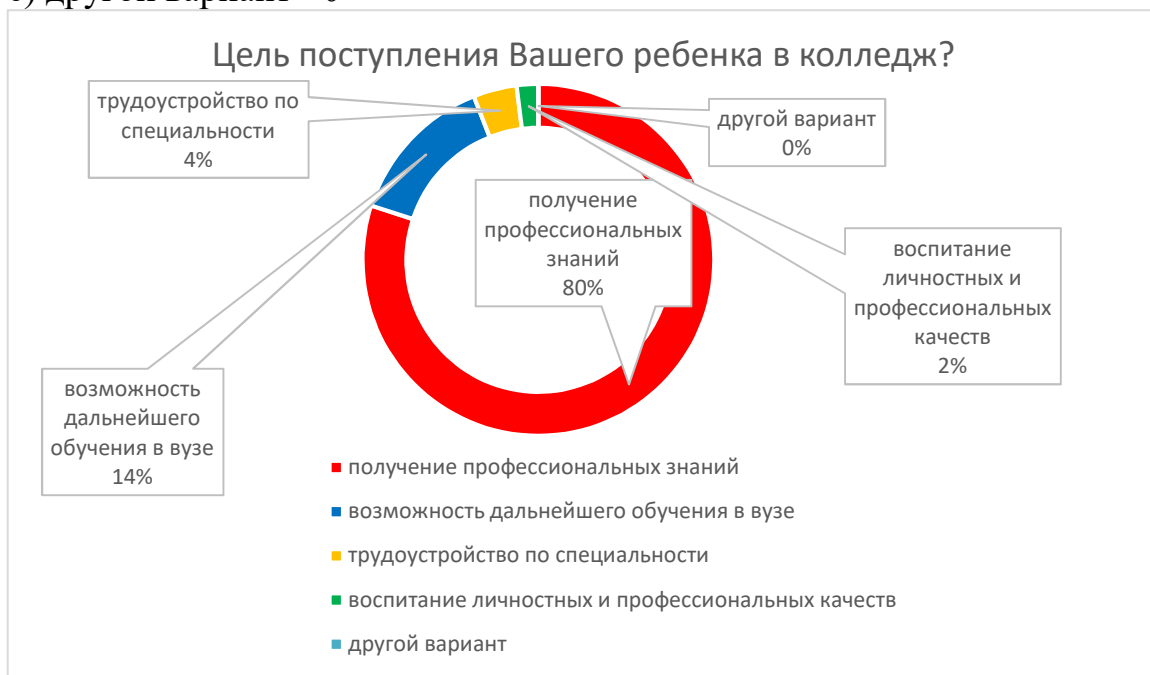 Цель поступления Вашего ребенка в колледж?
трудоустройство по
специальности
4%
другой вариант
0%
получение
профессиональных
знаний
80%
воспитание
личностных и
профессиональных
качеств
2%
возможность
дальнейшего
обучения в вузе
14%
получение профессиональных знаний
возможность дальнейшего обучения в вузе
трудоустройство по специальности
воспитание личностных и профессиональных качеств
другой вариант